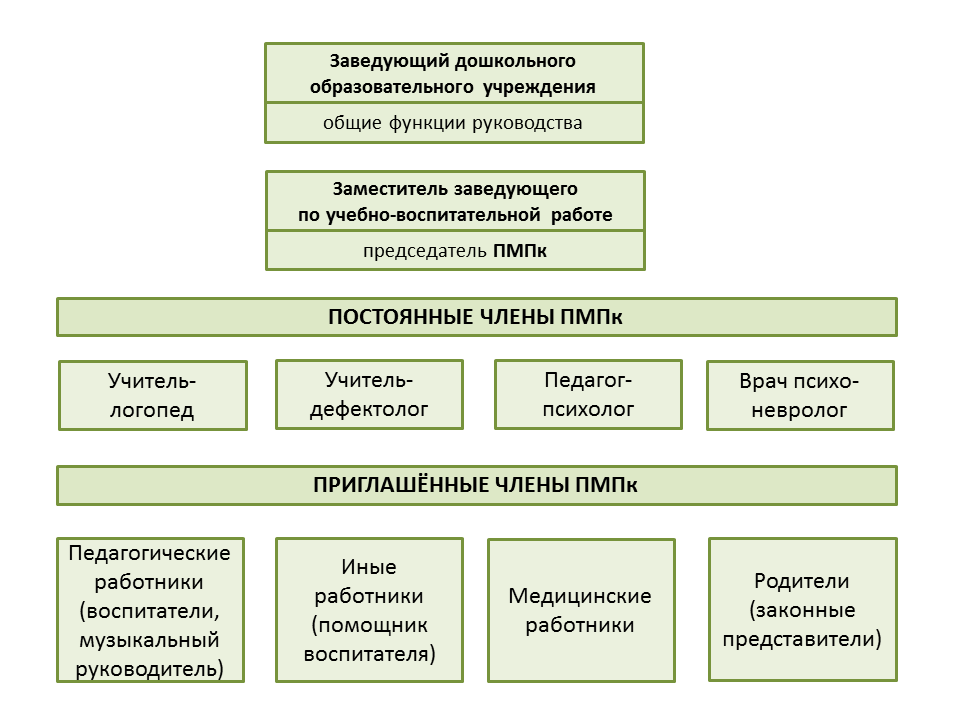 Заведующий дошкольного
образовательного учреждения
общие функции руководства
Заместитель заведующего
по учебно-воспитательной работе
председатель ПМПк
ПОСТОЯННЫЕ ЧЛЕНЫ ПМПк
Учитель-
логопед
Учитель-
дефектолог
Педагог-
психолог
Врач психо-
невролог
ПРИГЛАШЁННЫЕ ЧЛЕНЫ ПМПк
Педагогические
работники
(воспитатели,
музыкальный
руководитель)
Иные
работники
(помощник
воспитателя)
Медицинские
работники
Родители
(законные
представители)